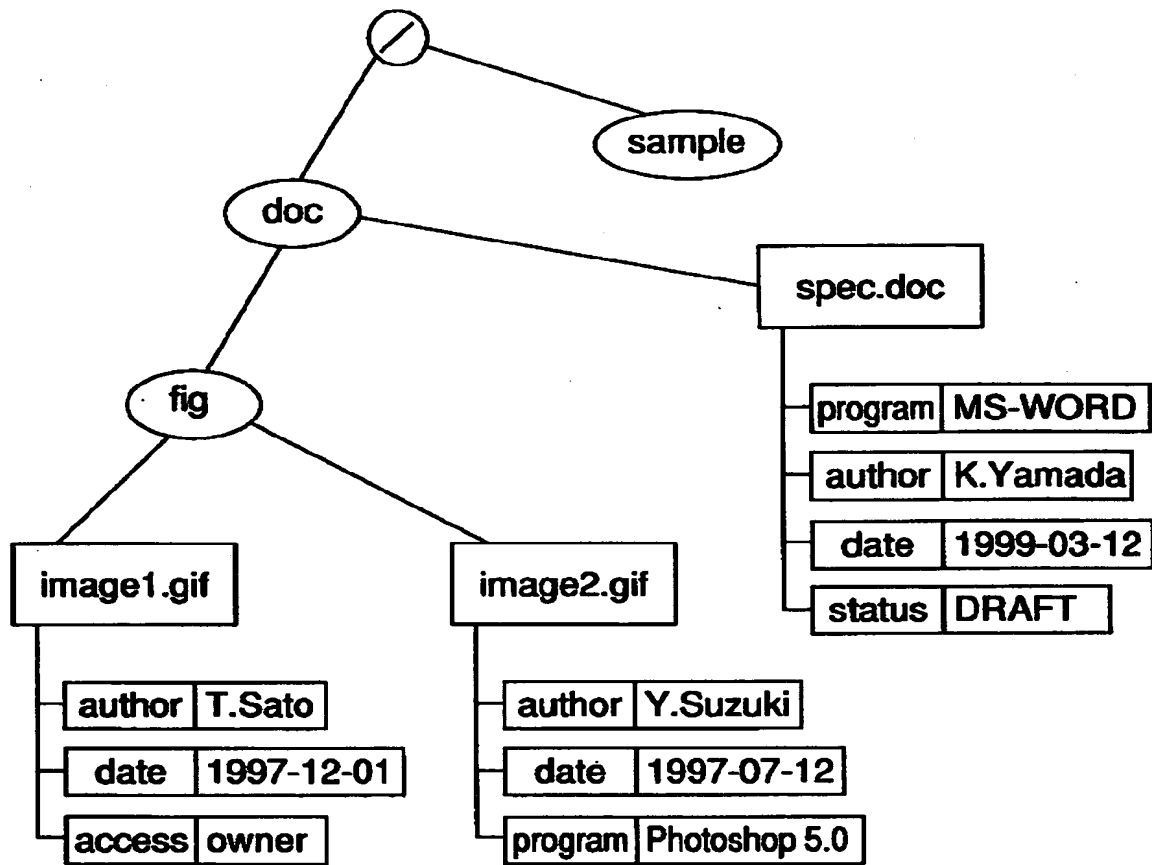 /
sample
doc
spec.doc
program MS-WORD
author K.Yamada
date 1999-03-12
status DRAFT
fig
image1.gif
author T.Sato
date 1997-12-01
access owner
image2.gif
author Y.Suzuki
date 1997-07-12
program Photoshop 5.0